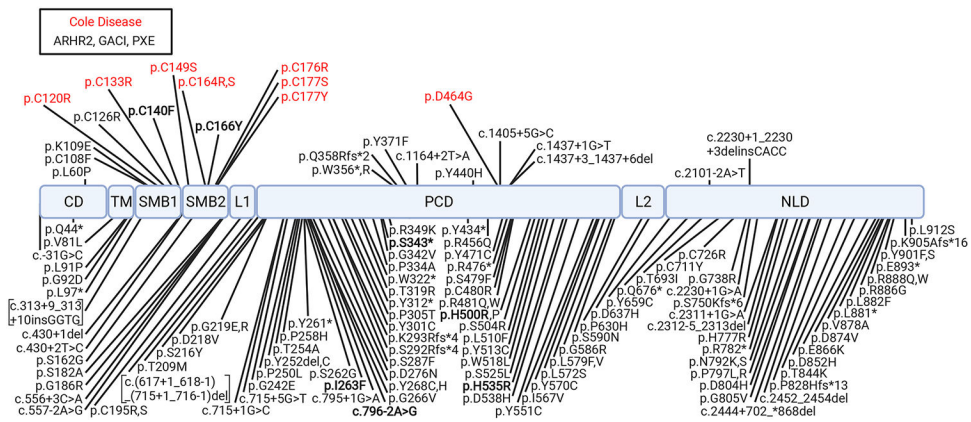 Cole Disease
ARHR2, GACI, PXE
p.C120R
p.C133R
p.C149S
p.C164R,S
p.C176R
p.C177S
p.C177Y
p.D464G
p.C126R
p.C140F
p.C166Y
p.K109E
p.C108F
p.L60P
p.Y371F
p.Q358Rfs*2
p.W356*,R
c.1164+2T>A
p.Y440H
c.1405+5G>C
c.1437+1G>T
c.1437+3_1437+6del
c.2230+1_2230
+3delinsCACC
c.2101-2A>T
CD
TM
SMB1
SMB2
L1
PCD
L2
NLD
p.Q44*
p.V81L
c.-31G>C
p.L91P
p.G92D
p.L97*
c.313+9_313
+10insGGTG
c.430+1del
c.430+2T>C
p.S162G
p.S182A
p.G186R
c.556+3C>A
c.557-2A>G
p.C195R,S
p.G219E,R
p.D218V
p.S216Y
p.T209M
c.(617+1_618-1)
_(715+1_716-1)del
c.715+1G>C
p.Y261*
p.P258H
p.T254A
p.Y252del,C
p.P250L
p.G242E
c.715+5G>T
p.S262G
p.I263F
c.795+1G>A
c.796-2A>G
p.R349K
p.S343*
p.G342V
p.P334A
p.W322*
p.T319R
p.Y312*
p.P305T
p.Y301C
p.K293Rfs*4
p.S292Rfs*4
p.S287F
p.D276N
p.Y268C,H
p.G266V
p.Y434*
p.R456Q
p.Y471C
p.R476*
p.S479F
p.C480R
p.R481Q,W
p.H500R,P
p.S504R
p.L510F
p.Y513C
p.W518L
p.S525L
p.H535R
p.D538H
p.Y551C
p.I567V
p.Y570C
p.L572S
p.L579F,V
p.G586R
p.S590N
p.P630H
p.D637H
p.Y659C
p.Q676*
p.T693I
p.C711Y
p.C726R
p.G738R
c.2230+1G>A
p.S750Kfs*6
c.2311+1G>A
c.2312-5_2313del
p.H777R
p.R782*
p.N792K,S
p.P797L,R
p.D804H
p.G805V
c.2444+702_*868del
c.2452_2454del
p.P828Hfs*13
p.T844K
p.D852H
p.E866K
p.D874V
p.V878A
p.L881*
p.L882F
p.R886G
p.R888Q,W
p.E893*
p.Y901F,S
p.K905Afs*16
p.L912S